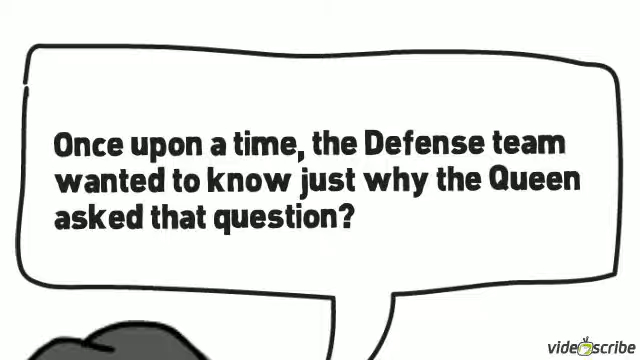 Once upon a time, the Defense team
wanted to know just why the Queen
asked that question?
videoscribe